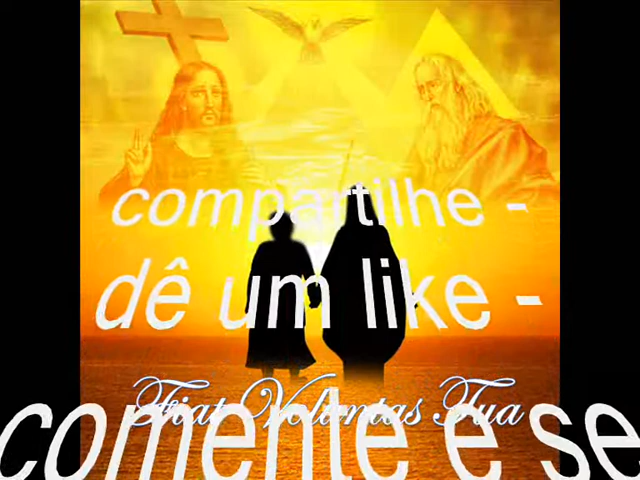 compartilhe -
dê um like -
Fiat Voluntas Tua
comente e se